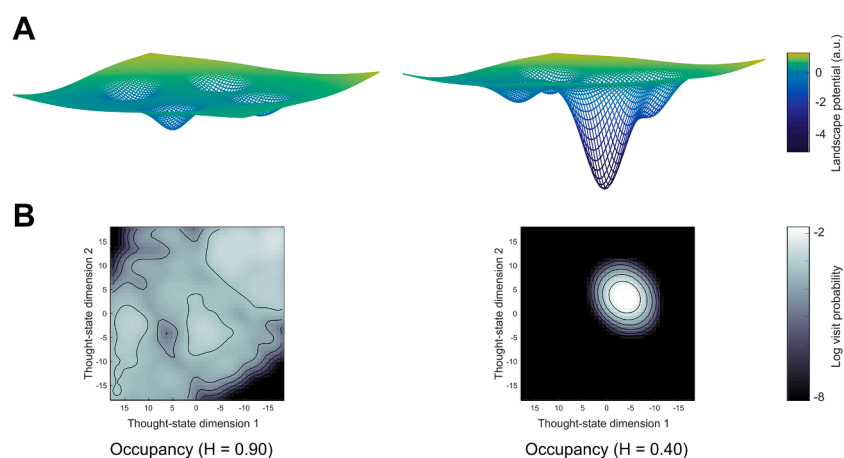 A
0
-2
-4
Landscape potential (a.u.)
B
15
10
5
0
-5
-10
-15
Thought-state dimension 2
15 10 5 0 -5 -10 -15
Thought-state dimension 1
Occupancy (H = 0.90)
15
10
5
0
-5
-10
-15
Thought-state dimension 2
15 10 5 0 -5 -10 -15
Thought-state dimension 1
Occupancy (H = 0.40)
-2
-8
Log visit probability